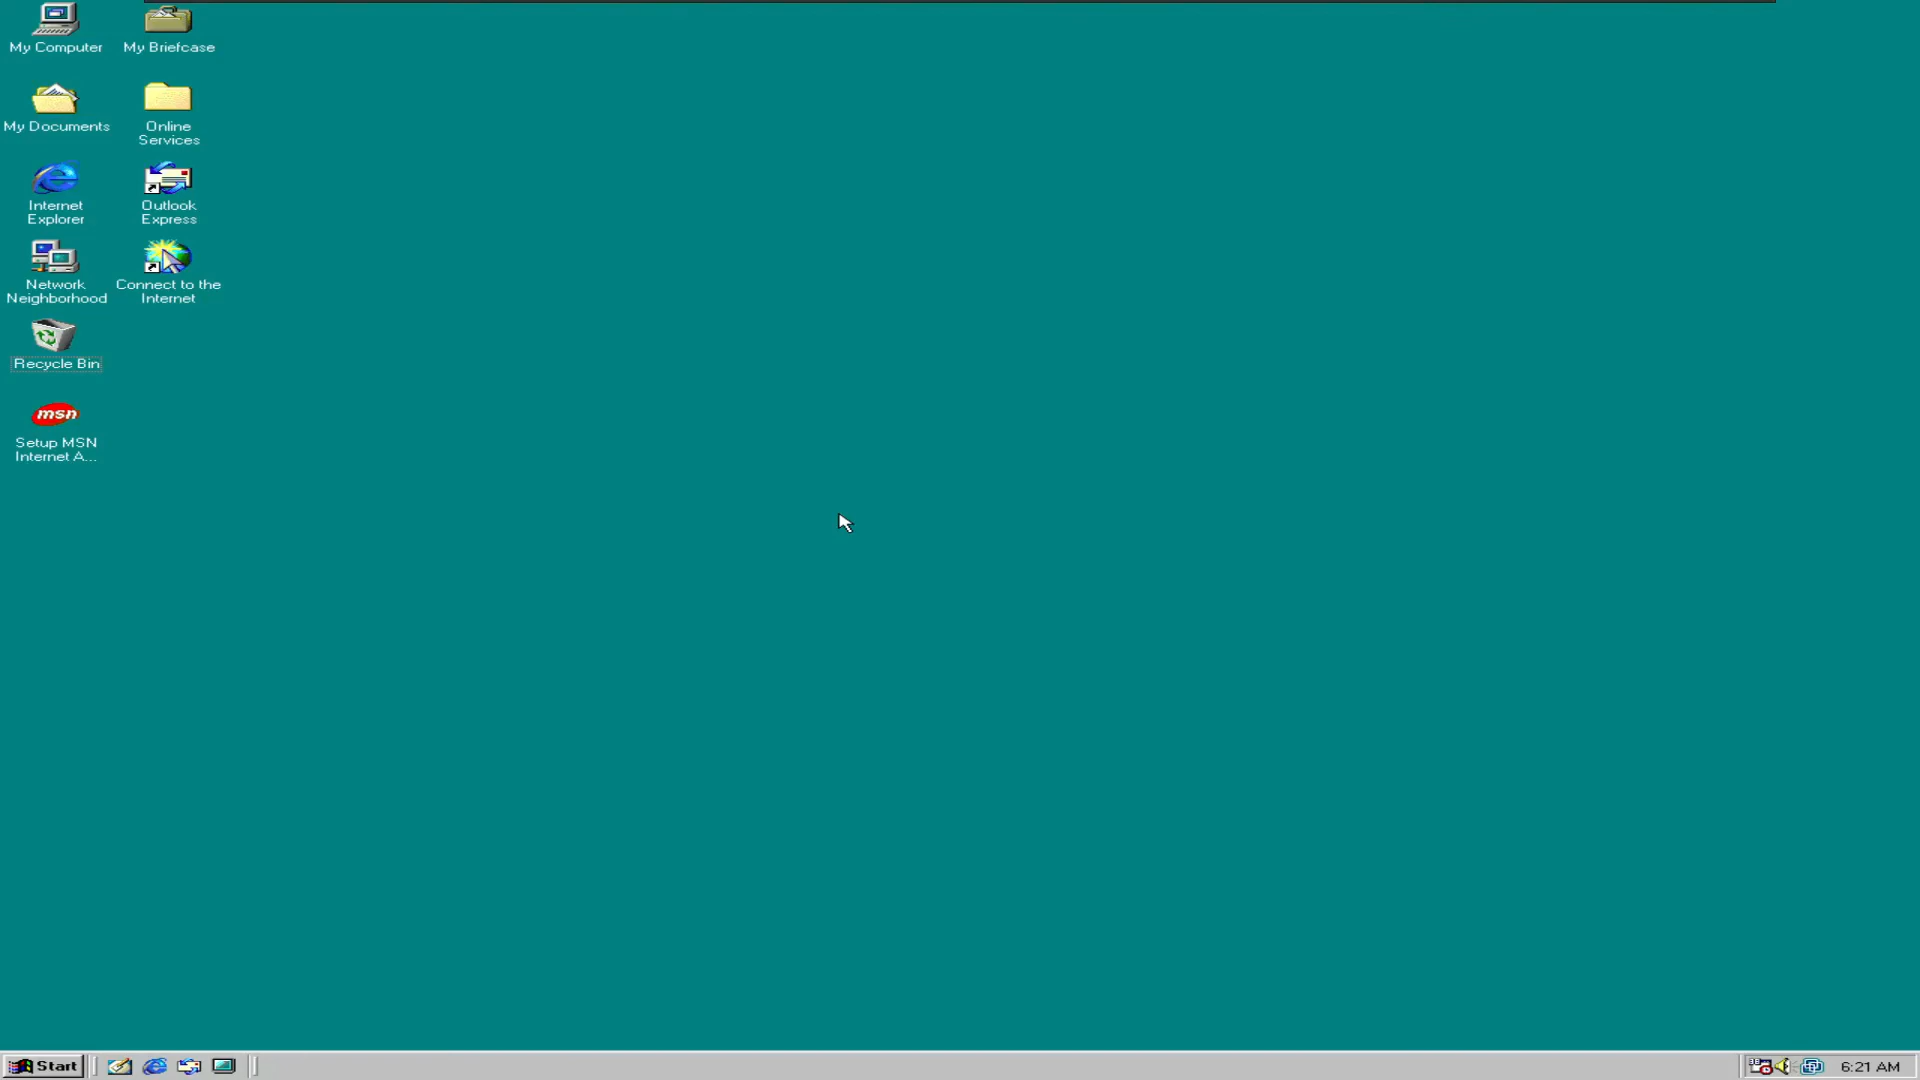 My Computer
My Briefcase
My Documents
Online
Services
Internet
Explorer
Outlook
Express
Network
Neighborhood
Connect to the
Internet
Recycle Bin
msn
Setup MSN
Internet A...
Start
6:21 AM